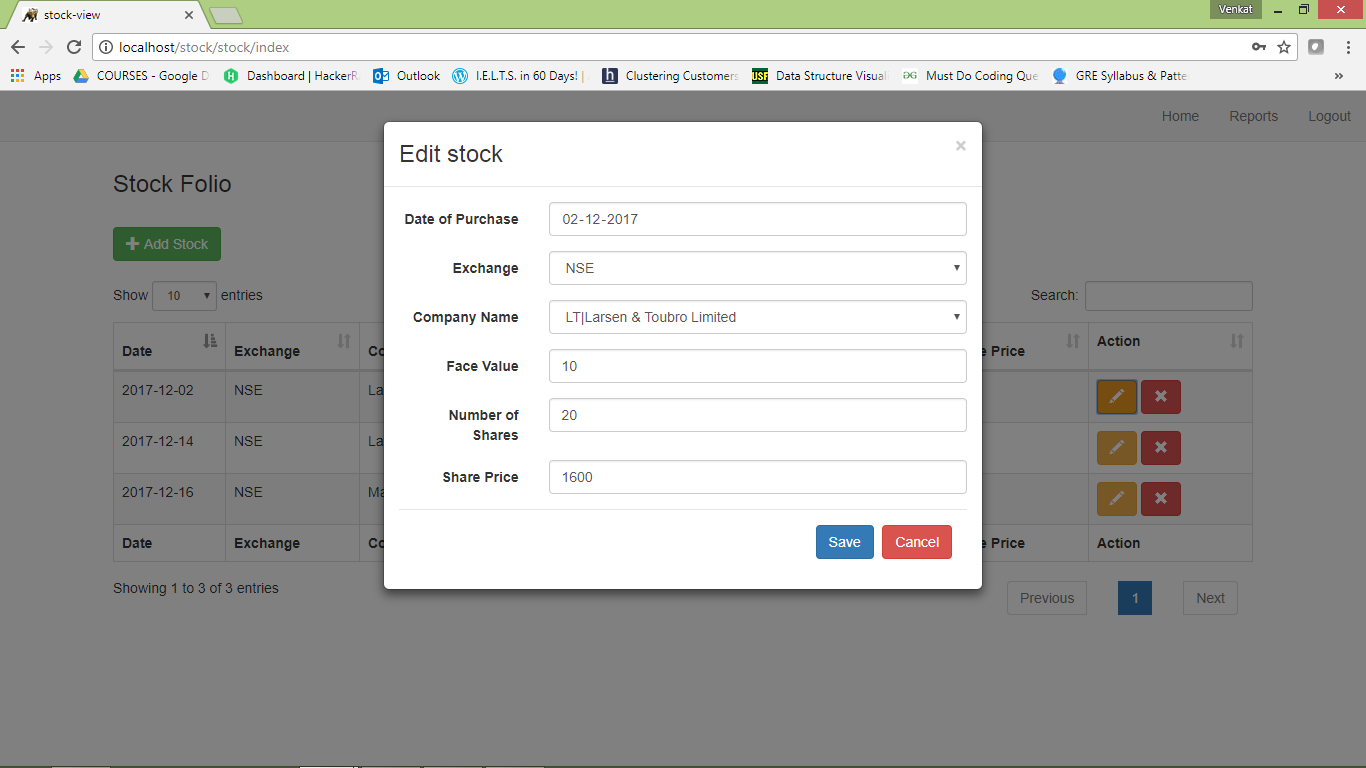 stock-view
Venkat
localhost/stock/stock/index
Apps COURSES - Google D Dashboard | HackerR Outlook I.E.L.T.S. in 60 Days! | Clustering Customers USF Data Structure Visuali Must Do Coding Que GRE Syllabus & Patte »
Home Reports Logout
Edit stock ×
Stock Folio
Date of Purchase 02-12-2017
Add Stock
Exchange NSE
Show 10 entries
Search:
Company Name LT|Larsen & Toubro Limited
Date Exchange Co e Price Action
Face Value 10
2017-12-02 NSE La
Number of Shares 20
2017-12-14 NSE La
Share Price 1600
2017-12-16 NSE Ma
Date Exchange Co e Price Action
Save Cancel
Showing 1 to 3 of 3 entries
Previous 1 Next